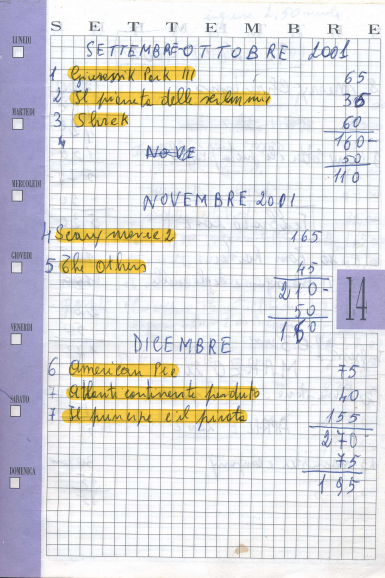 S E T T E M B R E
LUNEDÌ
SETTEMBRE-OTTOBRE 2001
1 Giurassik Park III 65
2 Il pianeta delle scimmie 35
MARTEDÌ
3 Shrek 60
4 160-
NOVE 50
110
MERCOLEDÌ
NOVEMBRE 2001
4 Scary movie 2 165
GIOVEDÌ
5 The Others 45
210-
14
50
160
VENERDÌ
DICEMBRE
6 American Pie 75
7 Atlanti continente perduto 40
SABATO
7 Il principe e il pirata 155
270-
75
DOMENICA
195